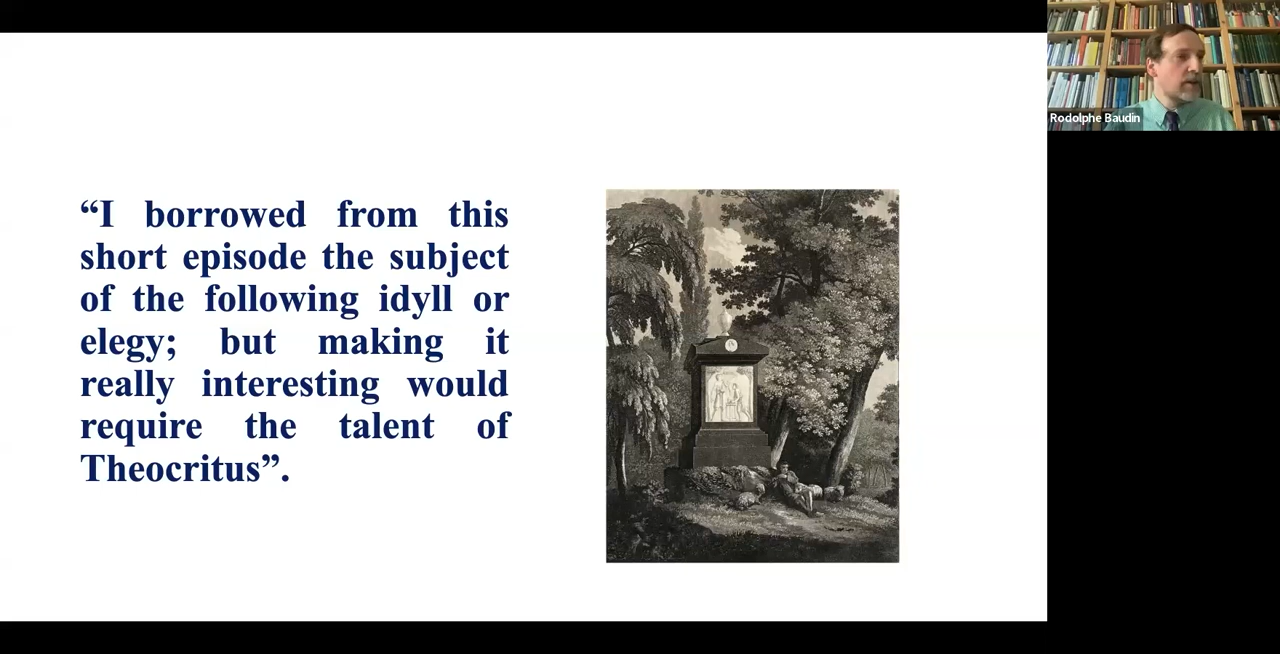 “I borrowed from this
short episode the subject
of the following idyll or
elegy; but making it
really interesting would
require the talent of
Theocritus”.
Rodolphe Baudin